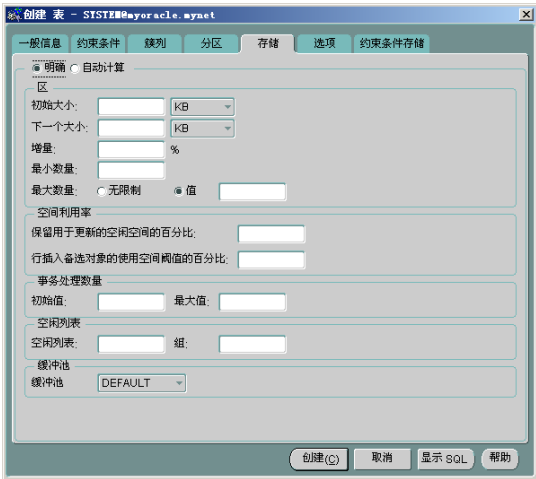 创建 表 - SYSTEM@myoracle.mynet
一般信息 约束条件 簇列 分区 存储 选项 约束条件存储
明确 自动计算
区
初始大小: KB
下一个大小: KB
增量: %
最小数量:
最大数量: 无限制 值
空间利用率
保留用于更新的空闲空间的百分比:
行插入备选对象的使用空间阈值的百分比:
事务处理数量
初始值: 最大值:
空闲列表
空闲列表: 组:
缓冲池
缓冲池 DEFAULT
创建(C) 取消 显示 SQL 帮助